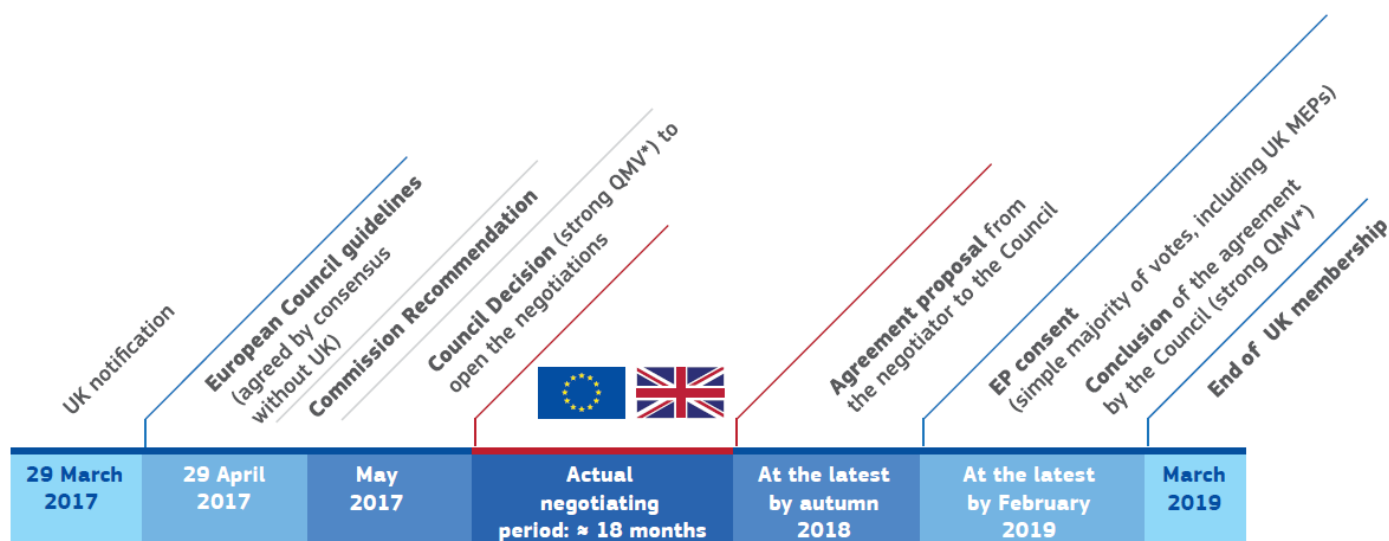 UK notification
European Council guidelines
(agreed by consensus
without UK)
Commission Recommendation
Council Decision (strong QMV*) to
open the negotiations
Agreement proposal from
the negotiator to the Council
EP consent
(simple majority of votes, including UK MEPs)
Conclusion of the agreement
by the Council (strong QMV*)
End of UK membership
29 March
2017
29 April
2017
May
2017
Actual
negotiating
period: ≈ 18 months
At the latest
by autumn
2018
At the latest
by February
2019
March
2019